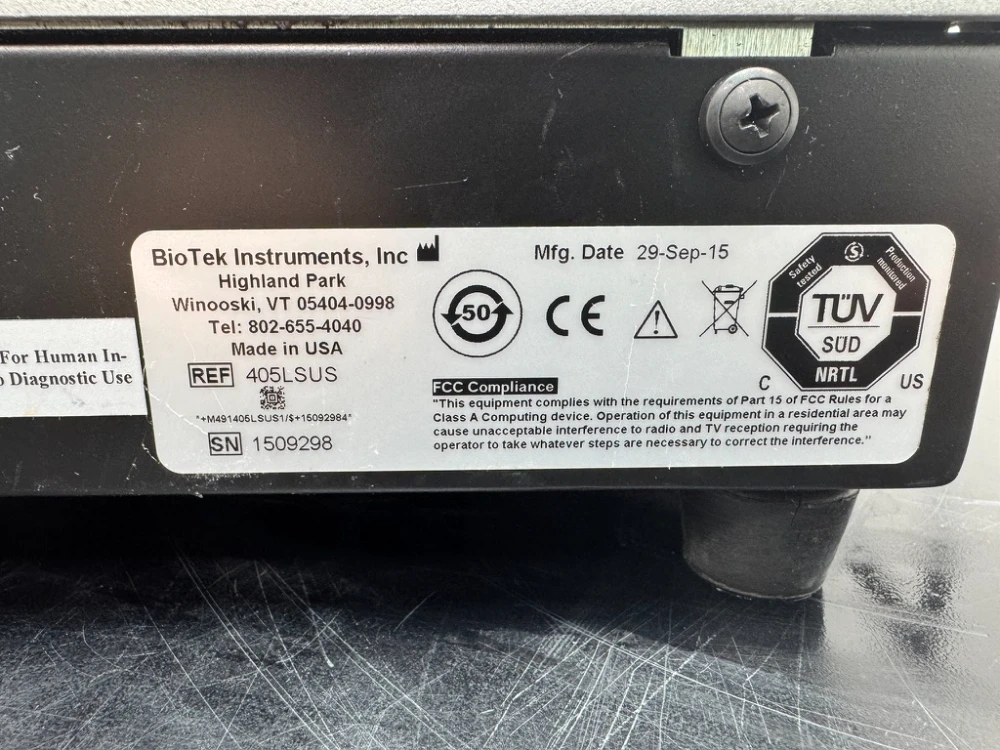 For Human In-
o Diagnostic Use
BioTek Instruments, Inc
Highland Park
Winooski, VT 05404-0998
Tel: 802-655-4040
Made in USA
REF 405LSUS
*+M491405LSUS1/$+15092984*
SN 1509298
Mfg. Date 29-Sep-15
50
CE
Safety tested
S
Production monitored
TÜV
SÜD
NRTL
C US
FCC Compliance
"This equipment complies with the requirements of Part 15 of FCC Rules for a
Class A Computing device. Operation of this equipment in a residential area may
cause unacceptable interference to radio and TV reception requiring the
operator to take whatever steps are necessary to correct the interference."